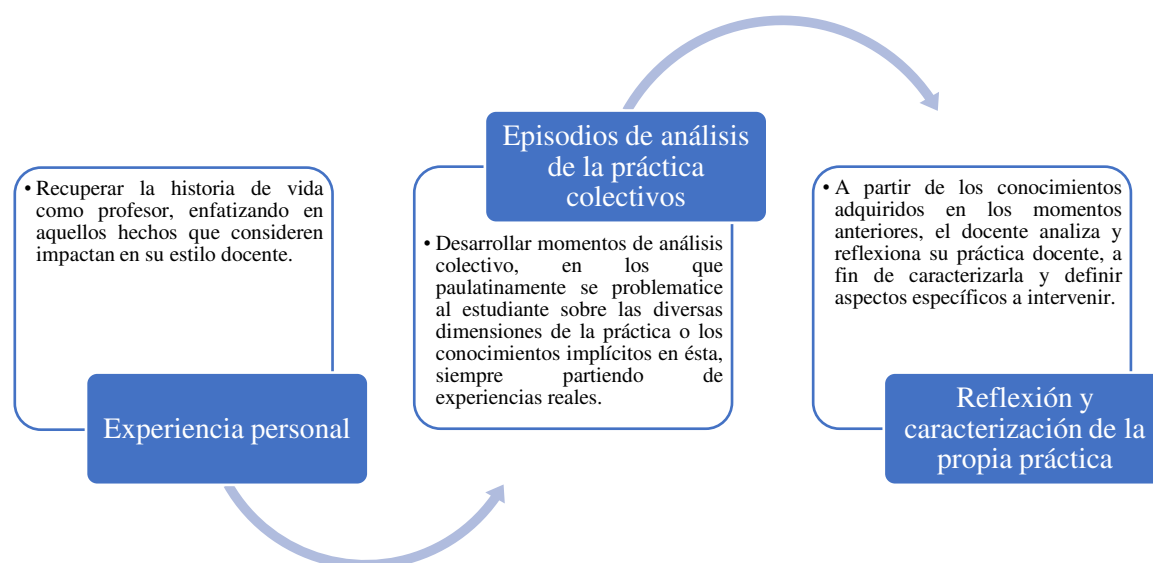 • Recuperar la historia de vida
como profesor, enfatizando en
aquellos hechos que consideren
impactan en su estilo docente.
Experiencia personal
Episodios de análisis
de la práctica
colectivos
• Desarrollar momentos de análisis
colectivo, en los que
paulatinamente se problematice
al estudiante sobre las diversas
dimensiones de la práctica o los
conocimientos implícitos en ésta,
siempre partiendo de
experiencias reales.
• A partir de los conocimientos
adquiridos en los momentos
anteriores, el docente analiza y
reflexiona su práctica docente, a
fin de caracterizarla y definir
aspectos específicos a intervenir.
Reflexión y
caracterización de la
propia práctica